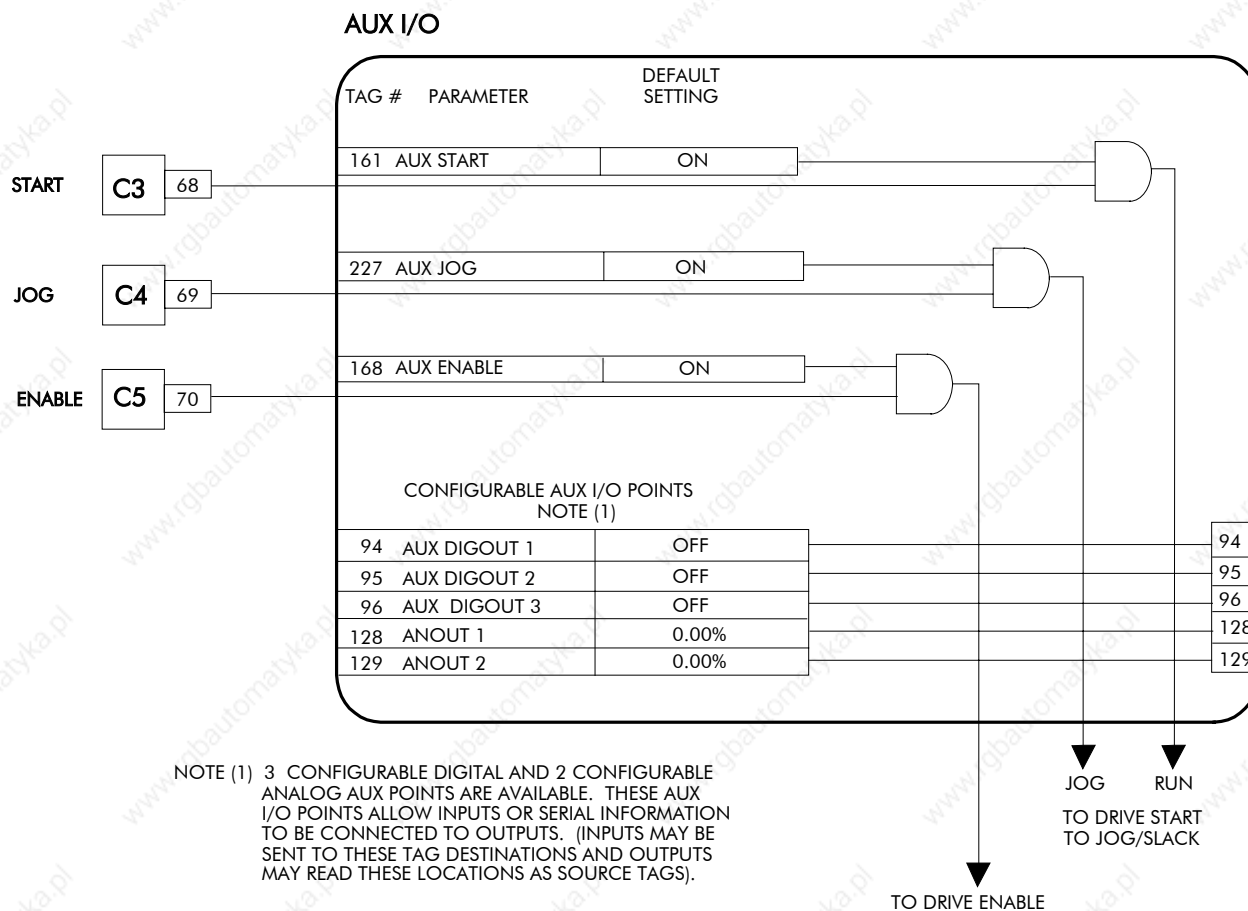 AUX I/O
TAG # PARAMETER DEFAULT SETTING
161 AUX START ON
START C3 68
227 AUX JOG ON
JOG C4 69
168 AUX ENABLE ON
ENABLE C5 70
CONFIGURABLE AUX I/O POINTS
NOTE (1)
94 AUX DIGOUT 1 OFF 94
95 AUX DIGOUT 2 OFF 95
96 AUX DIGOUT 3 OFF 96
128 ANOUT 1 0.00% 128
129 ANOUT 2 0.00% 129
NOTE (1) 3 CONFIGURABLE DIGITAL AND 2 CONFIGURABLE
ANALOG AUX POINTS ARE AVAILABLE. THESE AUX
I/O POINTS ALLOW INPUTS OR SERIAL INFORMATION
TO BE CONNECTED TO OUTPUTS. (INPUTS MAY BE
SENT TO THESE TAG DESTINATIONS AND OUTPUTS
MAY READ THESE LOCATIONS AS SOURCE TAGS).
JOG RUN
TO DRIVE START
TO JOG/SLACK
TO DRIVE ENABLE
www.rgbautomatyka.pl